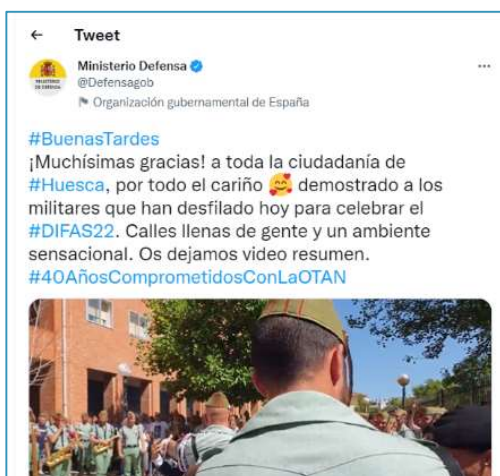 Tweet
Ministerio Defensa
@Defensagob
Organización gubernamental de España
#BuenasTardes
¡Muchísimas gracias! a toda la ciudadanía de
#Huesca, por todo el cariño 🥰 demostrado a los
militares que han desfilado hoy para celebrar el
#DIFAS22. Calles llenas de gente y un ambiente
sensacional. Os dejamos video resumen.
#40AñosComprometidosConLaOTAN